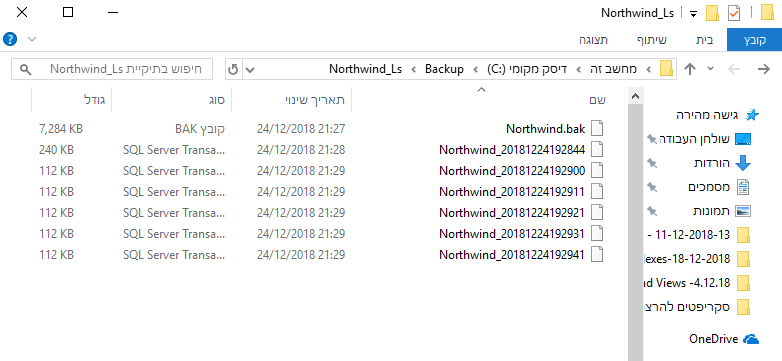 Northwind_Ls
קובץ בית שיתוף תצוגה
מחשב זה › דיסק מקומי (C:) › Backup › Northwind_Ls חיפוש בתיקיית Northwind_Ls
שם תאריך שינוי סוג גודל
Northwind.bak 24/12/2018 21:27 קובץ BAK 7,284 KB
Northwind_20181224192844 24/12/2018 21:28 SQL Server Transa... 240 KB
Northwind_20181224192900 24/12/2018 21:29 SQL Server Transa... 112 KB
Northwind_20181224192911 24/12/2018 21:29 SQL Server Transa... 112 KB
Northwind_20181224192921 24/12/2018 21:29 SQL Server Transa... 112 KB
Northwind_20181224192931 24/12/2018 21:29 SQL Server Transa... 112 KB
Northwind_20181224192941 24/12/2018 21:29 SQL Server Transa... 112 KB
גישה מהירה
שולחן העבודה
הורדות
מסמכים
תמונות
11-12-2018-13 -
-18-12-2018
Views -4.12.18
סקריפטים
OneDrive